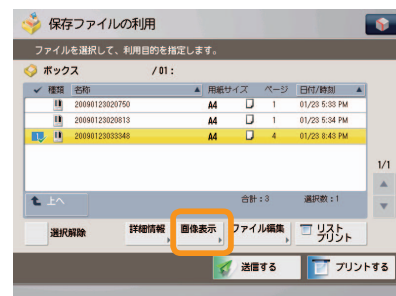 保存ファイルの利用
ファイルを選択して、利用目的を指定します。
ボックス /01:
✓ 種類 名称 ▲ 用紙サイズ ページ 日付/時刻 ▲
20090123020750 A4 1 01/23 5:33 PM
20090123020813 A4 1 01/23 5:34 PM
1 20090123033348 A4 4 01/23 8:43 PM
1/1
上へ 合計:3 選択数:1
選択解除 詳細情報 画像表示 ファイル編集 リスト
プリント
送信する プリントする